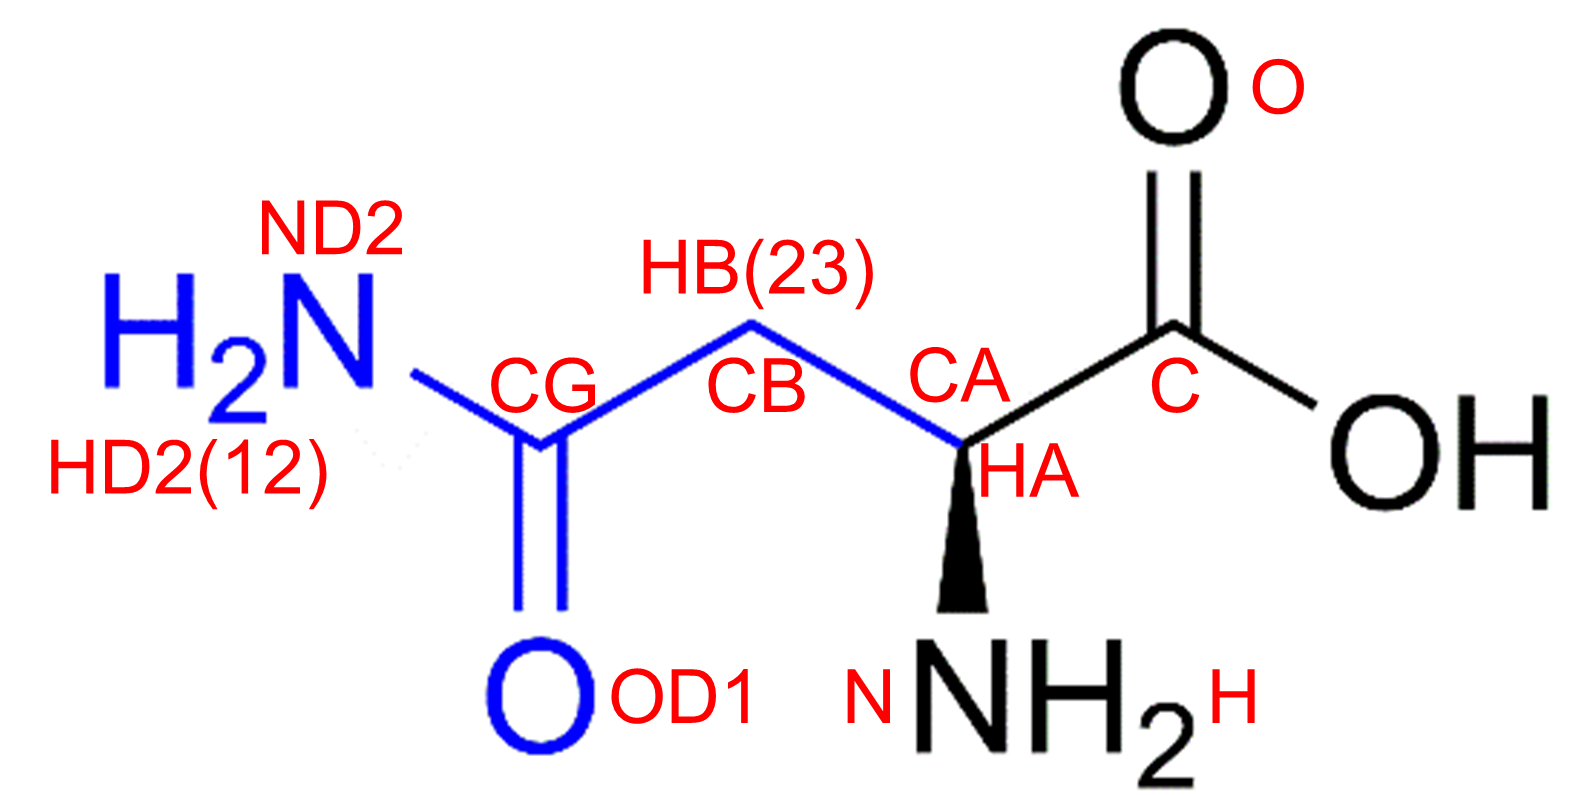 O O
ND2
H₂N
HB(23)
CG CB CA C
HD2(12)
HA
OH
O OD1
N NH₂ H